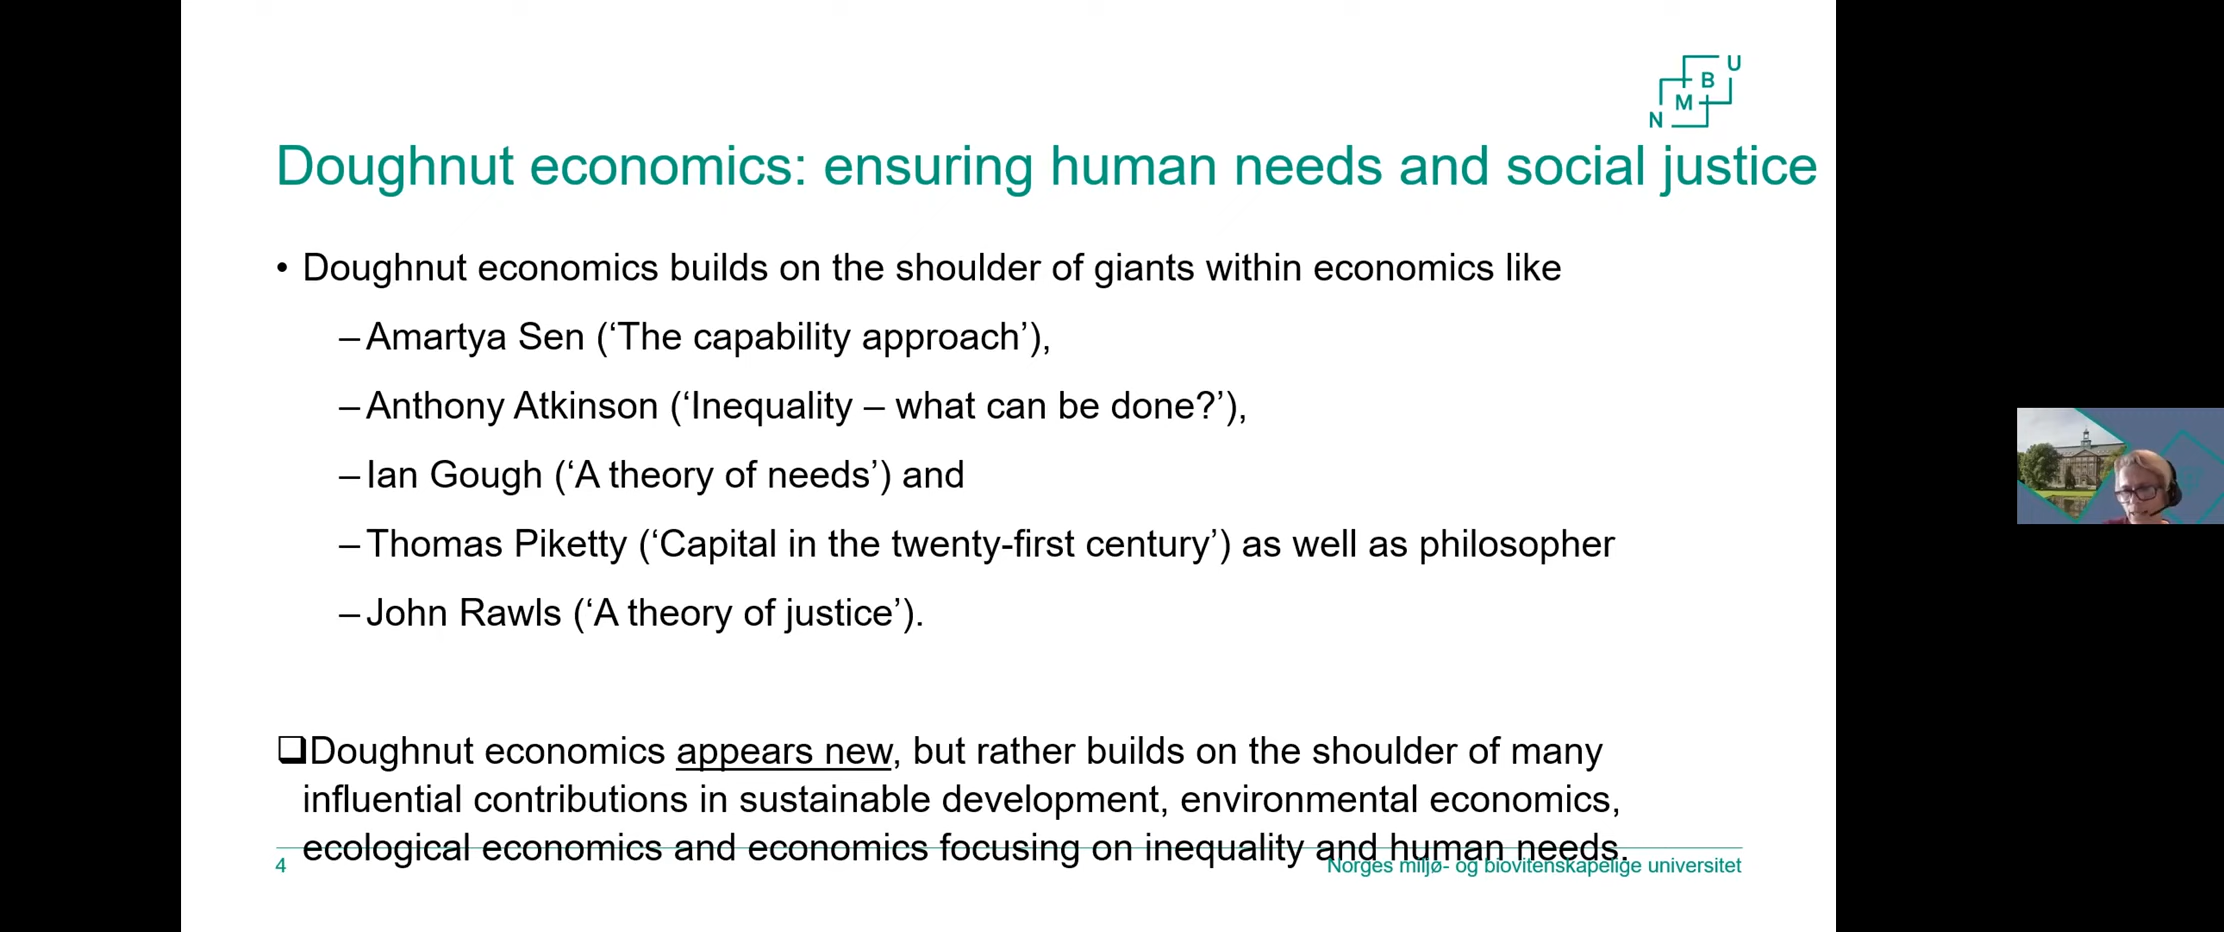 N M B U
Doughnut economics: ensuring human needs and social justice
• Doughnut economics builds on the shoulder of giants within economics like
– Amartya Sen (‘The capability approach’),
– Anthony Atkinson (‘Inequality – what can be done?’),
– Ian Gough (‘A theory of needs’) and
– Thomas Piketty (‘Capital in the twenty-first century’) as well as philosopher
– John Rawls (‘A theory of justice’).
❑Doughnut economics appears new, but rather builds on the shoulder of many
influential contributions in sustainable development, environmental economics,
ecological economics and economics focusing on inequality and human needs.
4
Norges miljø- og biovitenskapelige universitet